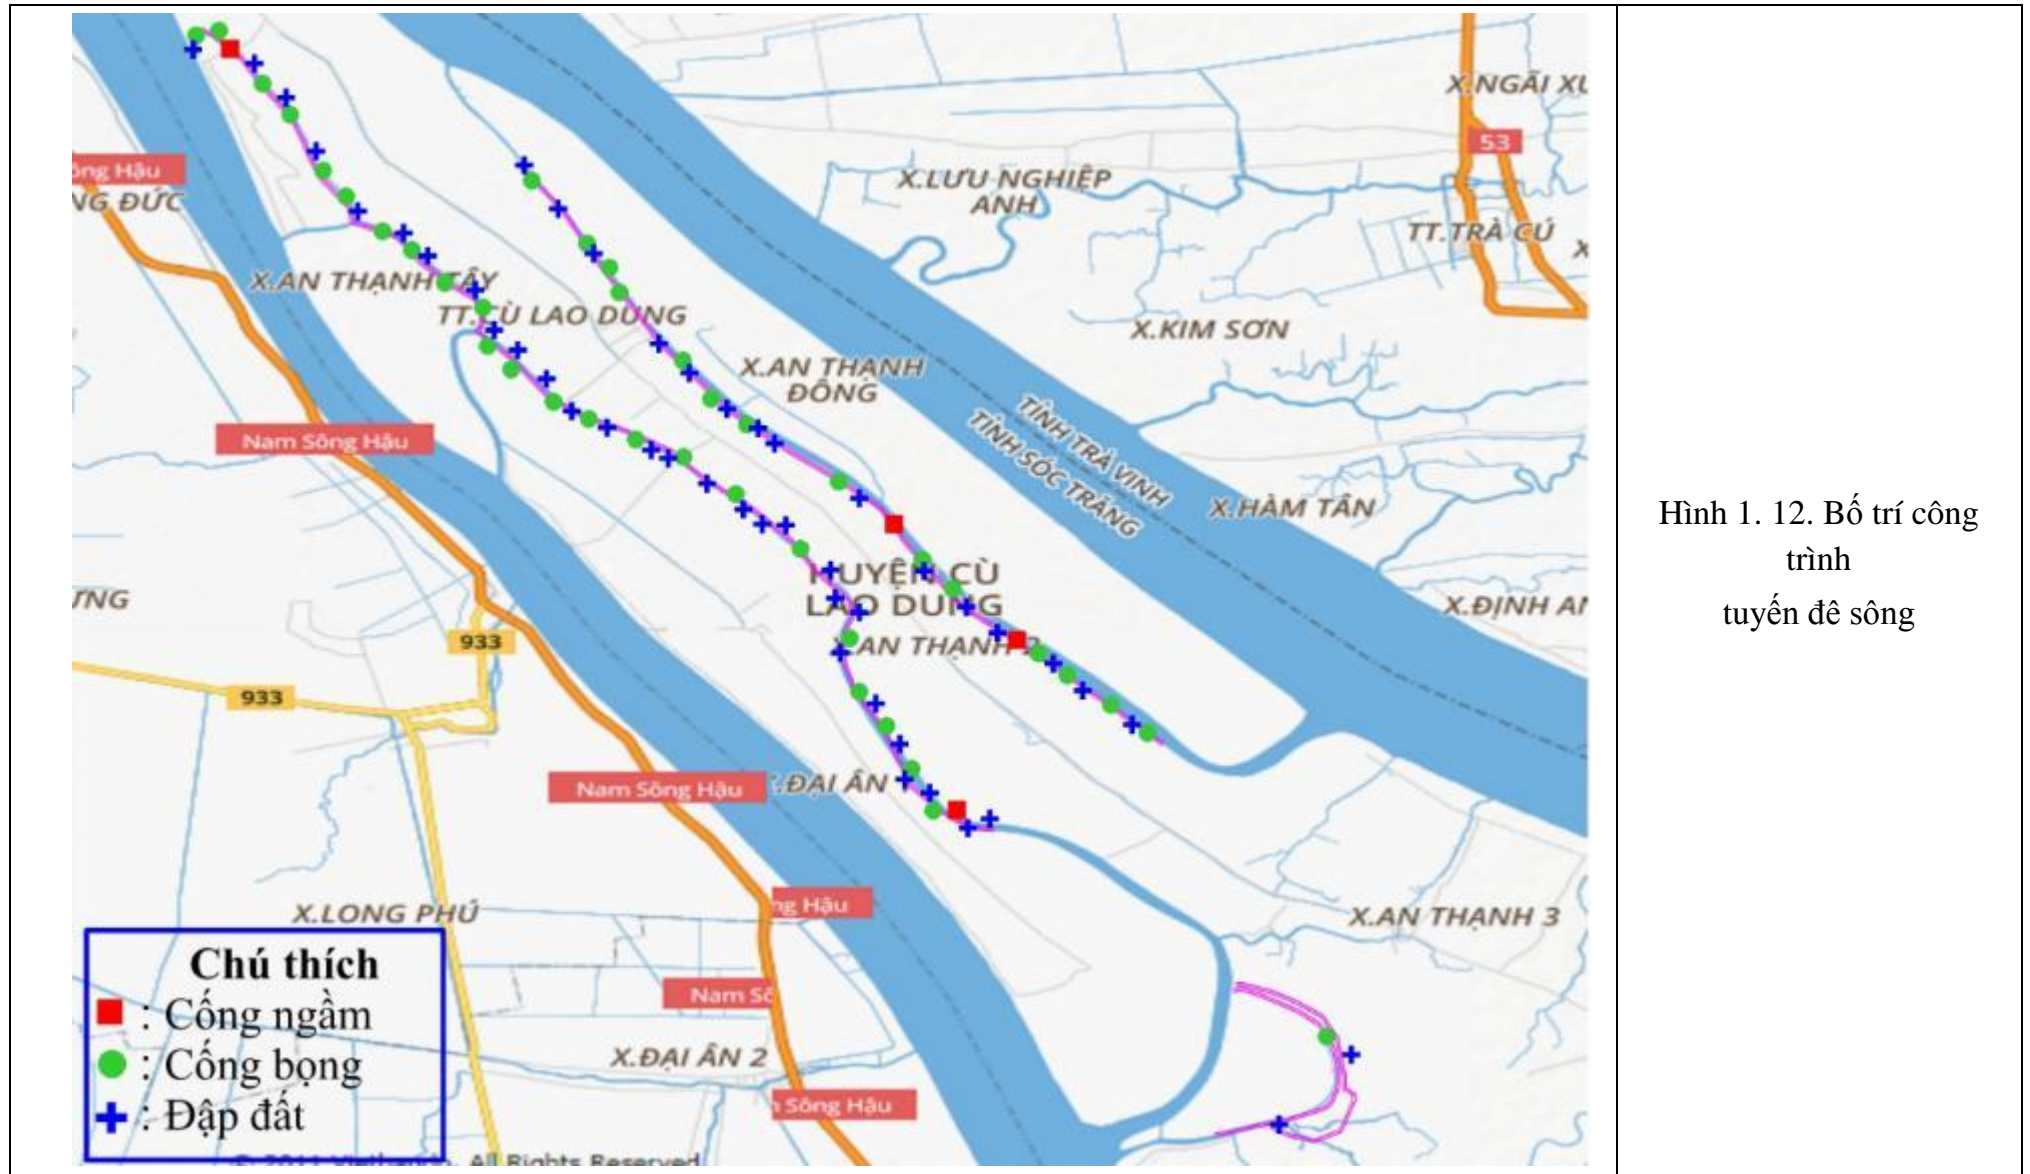 X.NGÃI XU
53
ông Hậu
NG ĐỨC
X.LƯU NGHIỆP
ANH
TT.TRÀ CÚ
X
X.AN THẠNH TÂY
TT.CÙ LAO DUNG
X.KIM SƠN
X.AN THẠNH
ĐÔNG
TỈNH TRÀ VINH
TỈNH SÓC TRĂNG
Nam Sông Hậu
X.HÀM TÂN
HUYỆN CÙ
LAO DUNG
ƯNG
X.ĐỊNH AN
933
X.AN THẠNH 2
933
Nam Sông Hậu
.ĐẠI ÂN
ng Hậu
X.LONG PHÚ
X.AN THẠNH 3
Nam Sô
X.ĐẠI ÂN 2
Sông Hậu
Chú thích
: Cống ngầm
: Cống bọng
: Đập đất
All Rights Reserved
Hình 1. 12. Bố trí công
trình
tuyến đê sông